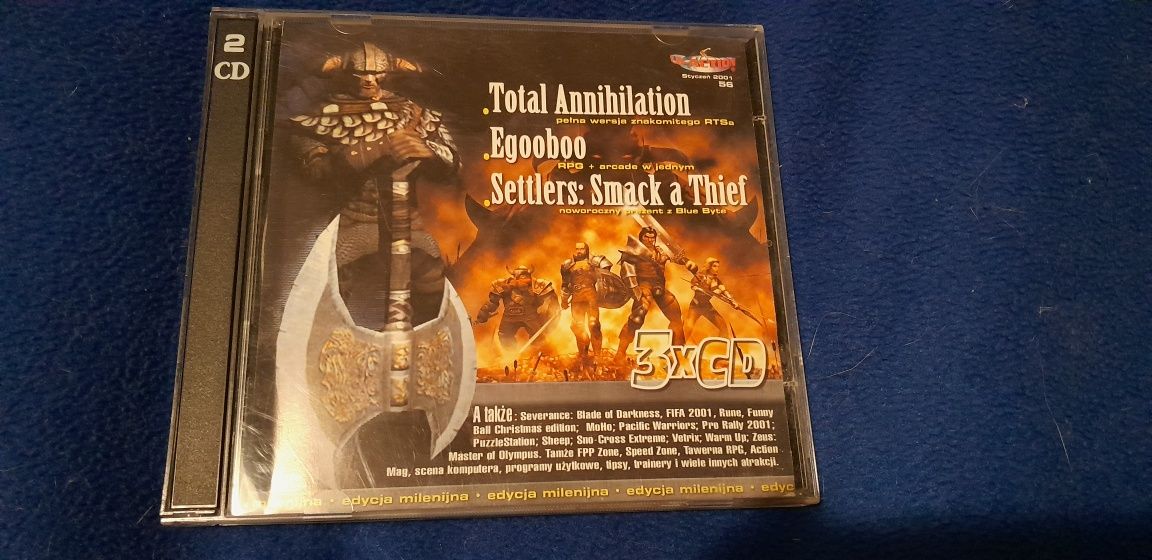 2
CD
CD-ACTION
Styczeń 2001
56
.Total Annihilation
pełna wersja znakomitego RTSa
.Egooboo
RPG + arcade w jednym
.Settlers: Smack a Thief
noworoczny prezent z Blue Byte
3xCD
A także: Severance: Blade of Darkness, FIFA 2001, Rune, Funny
Ball Christmas edition; MoHo; Pacific Warriors; Pro Rally 2001;
PuzzleStation; Sheep; Sno-Cross Extreme; Vetrix; Warm Up; Zeus:
Master of Olympus. Tamże FPP Zone, Speed Zone, Tawerna RPG, Action
Mag, scena komputera, programy użytkowe, tipsy, trainery i wiele innych atrakcji.
jna • edycja milenijna • edycja milenijna • edycja milenijna • edyc